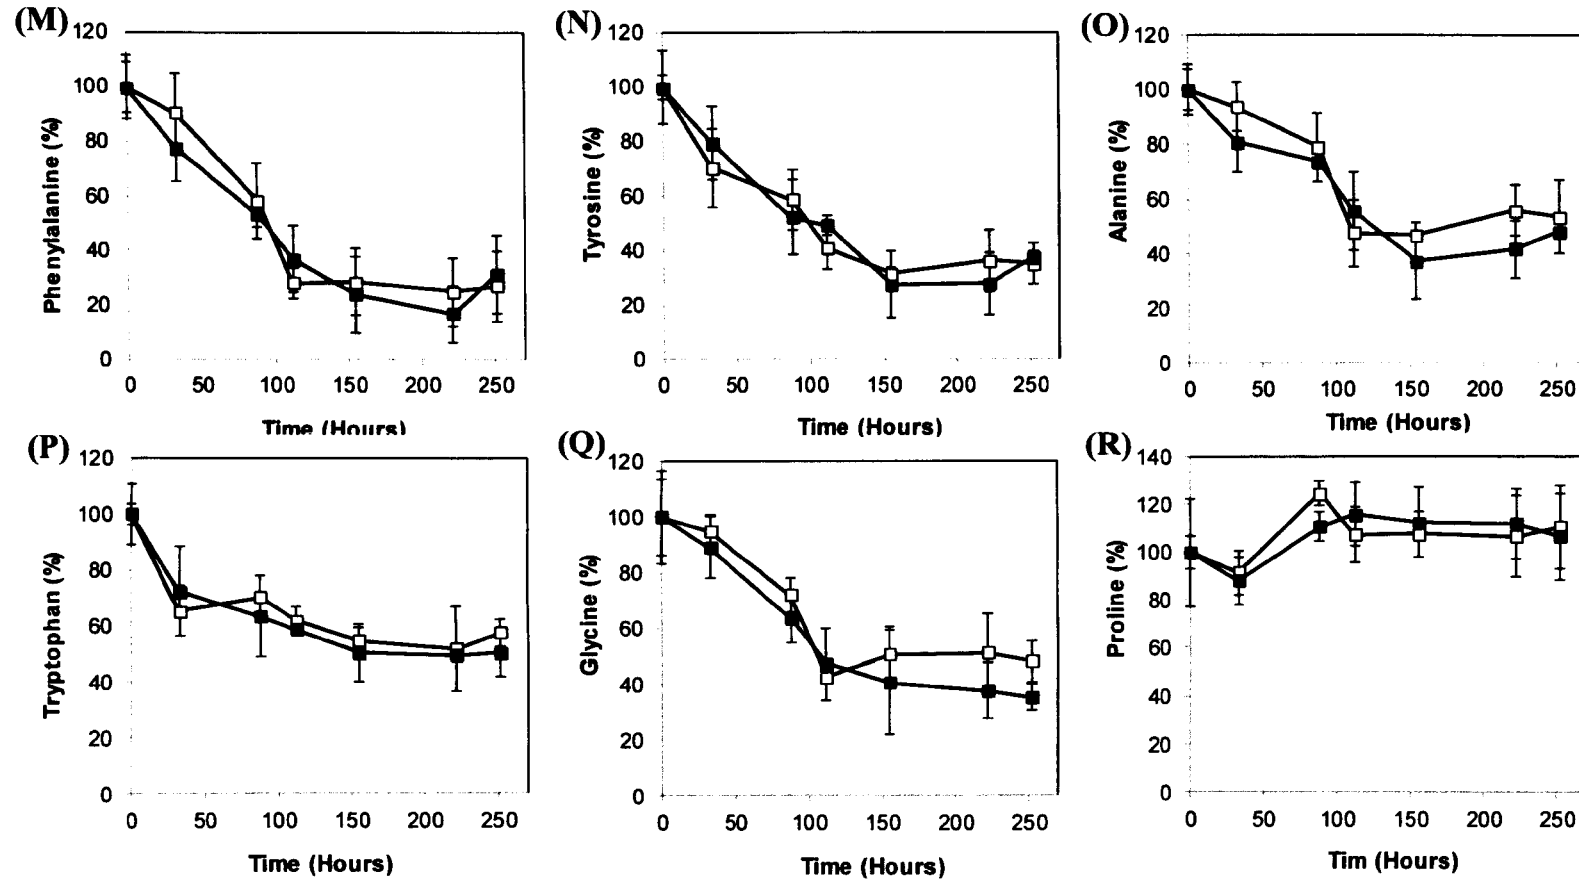 (M)
120
100
80
60
40
20
0
Phenylalanine (%)
0 50 100 150 200 250
Time (Hours)
(N)
120
100
80
60
40
20
0
Tyrosine (%)
0 50 100 150 200 250
Time (Hours)
(O)
120
100
80
60
40
20
0
Alanine (%)
0 50 100 150 200 250
Time (Hours)
(P)
120
100
80
60
40
20
0
Tryptophan (%)
0 50 100 150 200 250
Time (Hours)
(Q)
120
100
80
60
40
20
0
Glycine (%)
0 50 100 150 200 250
Time (Hours)
(R)
140
120
100
80
60
40
20
0
Proline (%)
0 50 100 150 200 250
Tim (Hours)